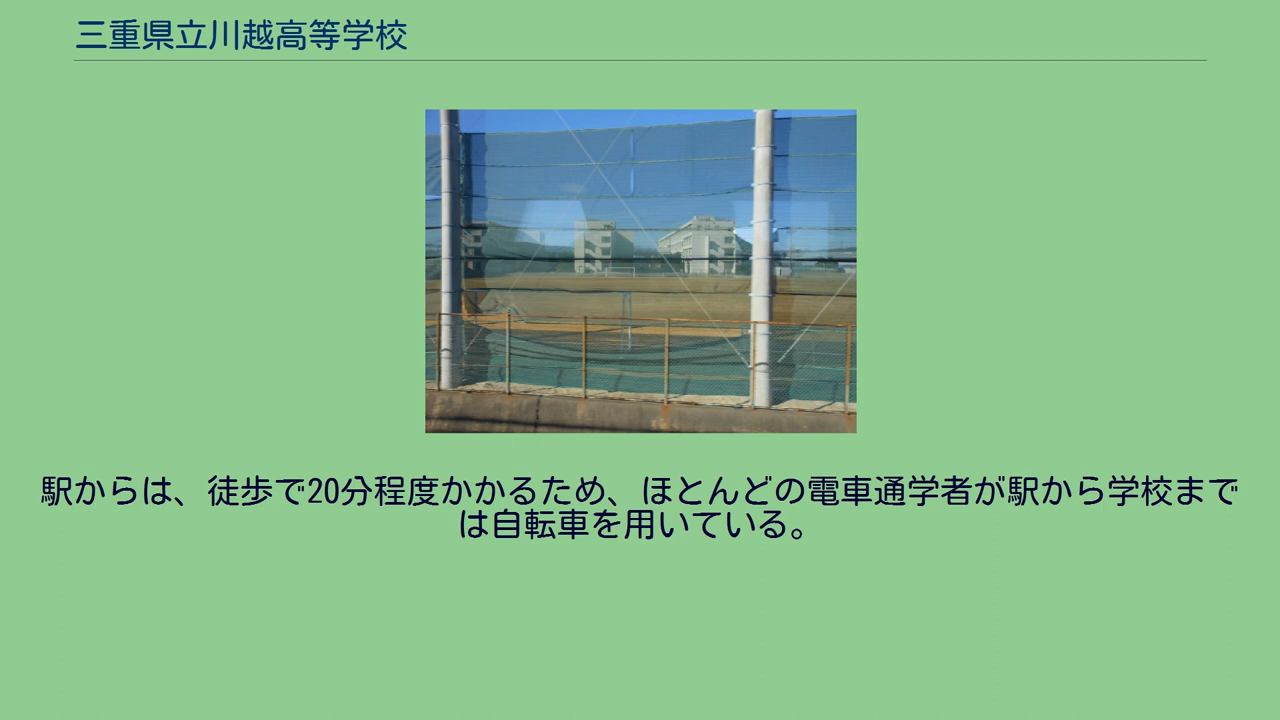 三重県立川越高等学校
駅からは、徒歩で20分程度かかるため、ほとんどの電車通学者が駅から学校まで
は自転車を用いている。